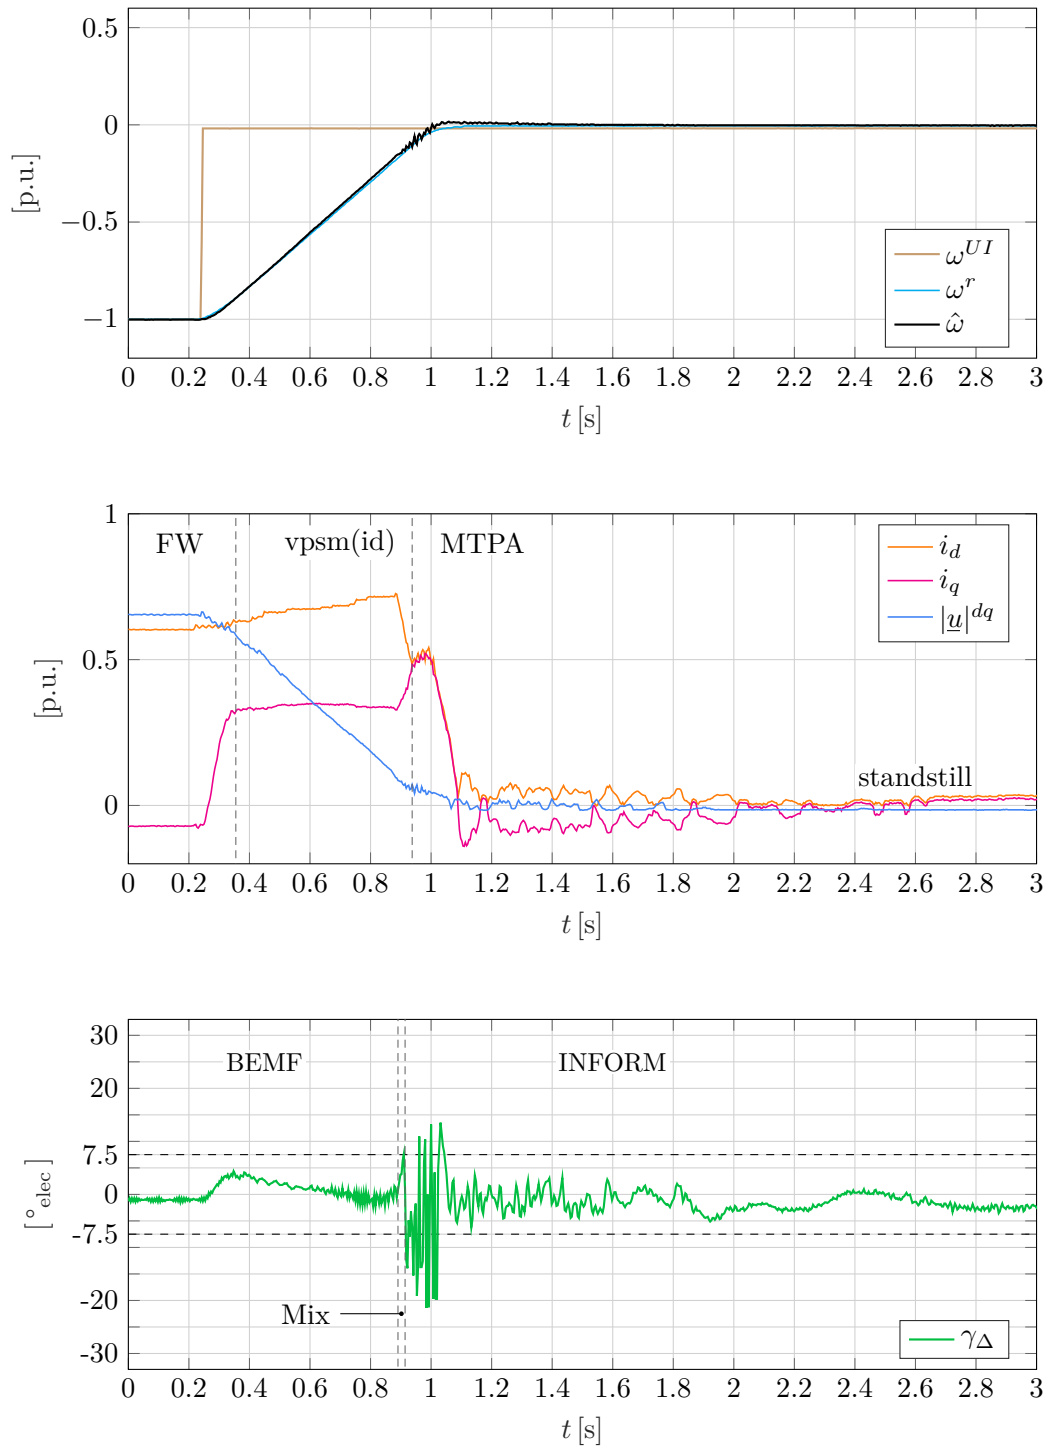 0.5
0
−0.5
−1
[p.u.]
ω^{UI}
ω^r
ω̂
0 0.2 0.4 0.6 0.8 1 1.2 1.4 1.6 1.8 2 2.2 2.4 2.6 2.8 3
t [s]
1
0.5
0
[p.u.]
FW
vpsm(id)
MTPA
i_d
i_q
|u̲|^{dq}
standstill
0 0.2 0.4 0.6 0.8 1 1.2 1.4 1.6 1.8 2 2.2 2.4 2.6 2.8 3
t [s]
30
20
7.5
0
-7.5
-20
-30
[°elec]
BEMF
INFORM
Mix
γ_Δ
0 0.2 0.4 0.6 0.8 1 1.2 1.4 1.6 1.8 2 2.2 2.4 2.6 2.8 3
t [s]